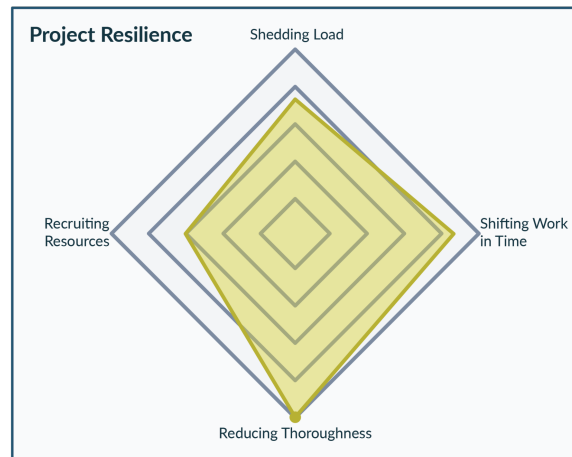 Project Resilience
Shedding Load
Recruiting
Resources
Shifting Work
in Time
Reducing Thoroughness